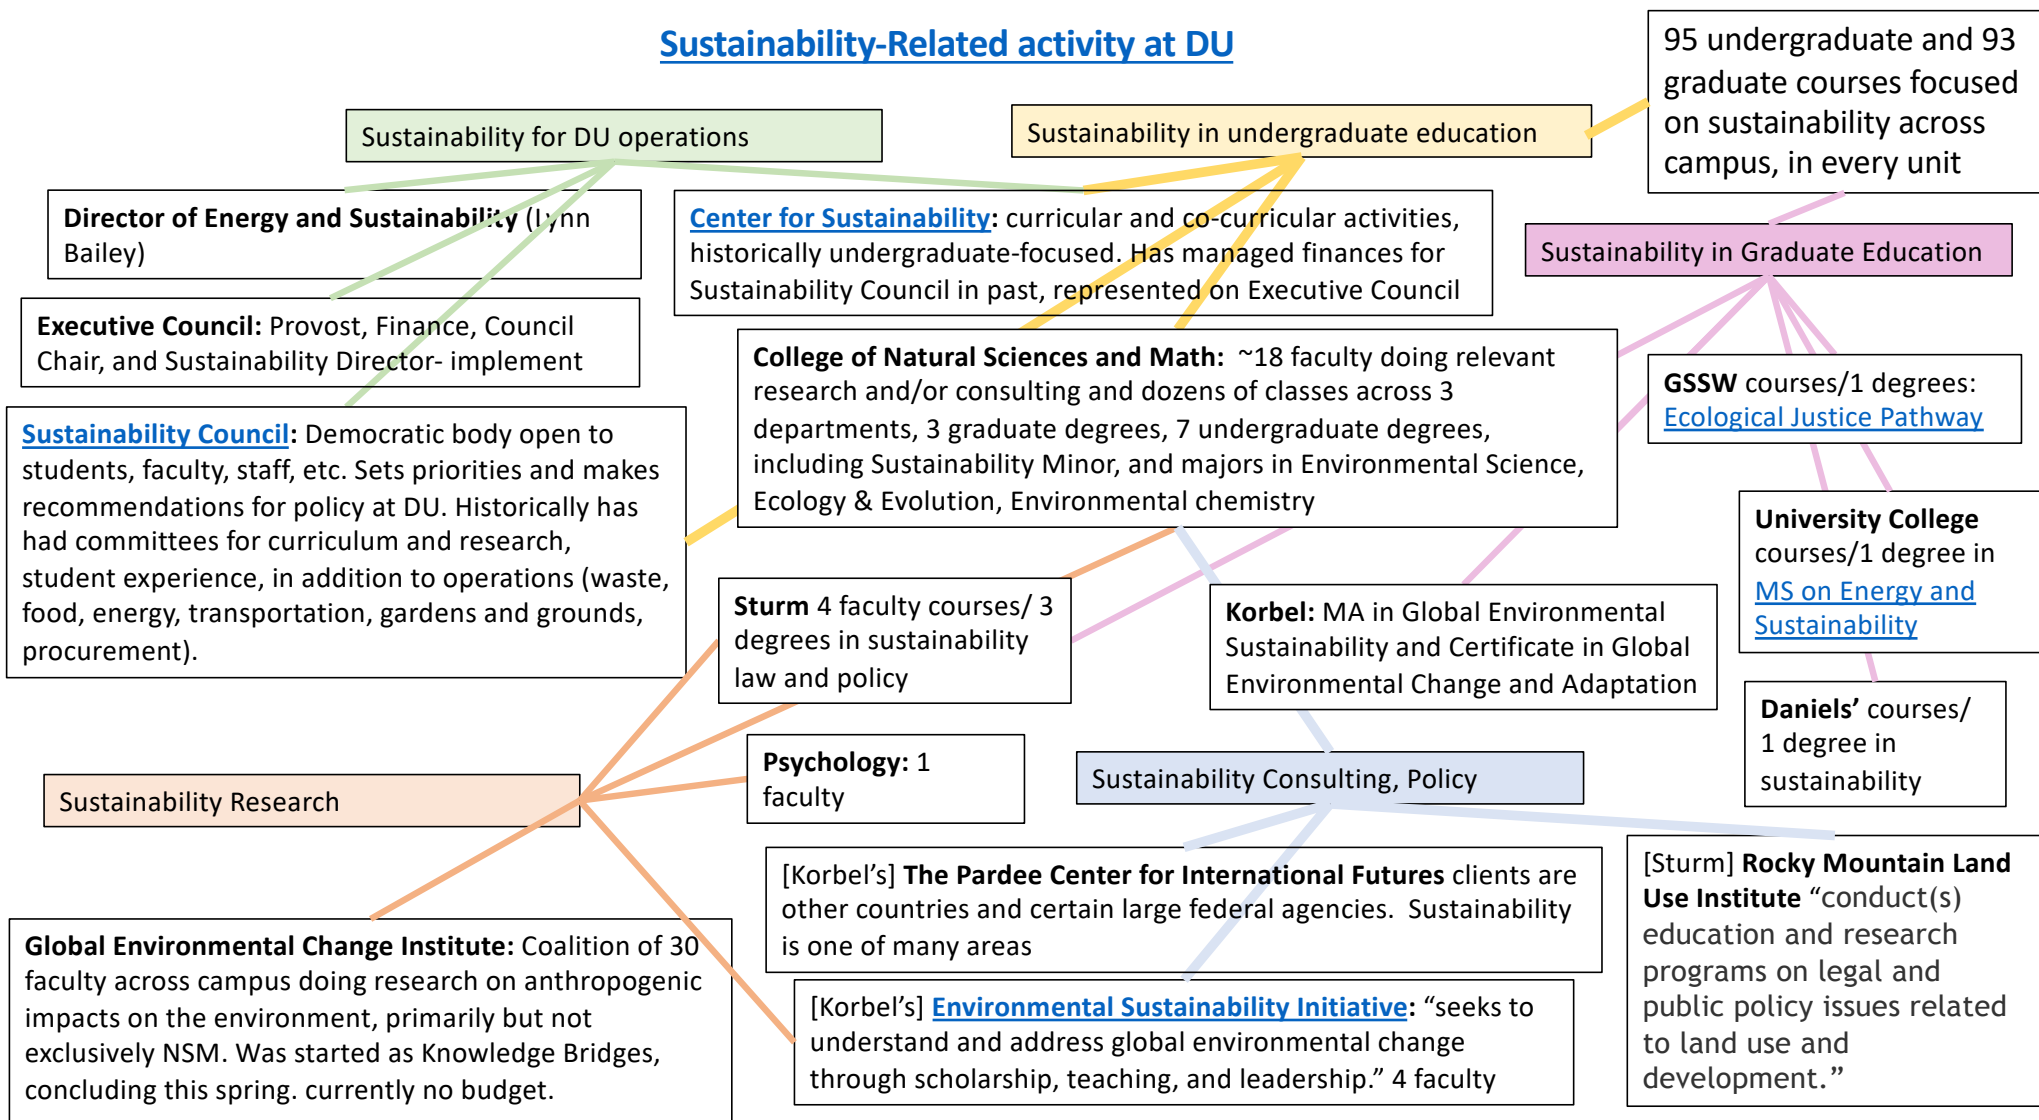 Sustainability-Related activity at DU
95 undergraduate and 93
graduate courses focused
on sustainability across
campus, in every unit
Sustainability for DU operations
Sustainability in undergraduate education
Director of Energy and Sustainability (Lynn
Bailey)
Center for Sustainability: curricular and co-curricular activities,
historically undergraduate-focused. Has managed finances for
Sustainability Council in past, represented on Executive Council
Sustainability in Graduate Education
Executive Council: Provost, Finance, Council
Chair, and Sustainability Director- implement
College of Natural Sciences and Math: ~18 faculty doing relevant
research and/or consulting and dozens of classes across 3
departments, 3 graduate degrees, 7 undergraduate degrees,
including Sustainability Minor, and majors in Environmental Science,
Ecology & Evolution, Environmental chemistry
GSSW courses/1 degrees:
Ecological Justice Pathway
Sustainability Council: Democratic body open to
students, faculty, staff, etc. Sets priorities and makes
recommendations for policy at DU. Historically has
had committees for curriculum and research,
student experience, in addition to operations (waste,
food, energy, transportation, gardens and grounds,
procurement).
University College
courses/1 degree in
MS on Energy and
Sustainability
Sturm 4 faculty courses/ 3
degrees in sustainability
law and policy
Korbel: MA in Global Environmental
Sustainability and Certificate in Global
Environmental Change and Adaptation
Daniels’ courses/
1 degree in
sustainability
Psychology: 1
faculty
Sustainability Research
Sustainability Consulting, Policy
[Korbel’s] The Pardee Center for International Futures clients are
other countries and certain large federal agencies. Sustainability
is one of many areas
[Sturm] Rocky Mountain Land
Use Institute “conduct(s)
education and research
programs on legal and
public policy issues related
to land use and
development.”
Global Environmental Change Institute: Coalition of 30
faculty across campus doing research on anthropogenic
impacts on the environment, primarily but not
exclusively NSM. Was started as Knowledge Bridges,
concluding this spring. currently no budget.
[Korbel’s] Environmental Sustainability Initiative: “seeks to
understand and address global environmental change
through scholarship, teaching, and leadership.” 4 faculty